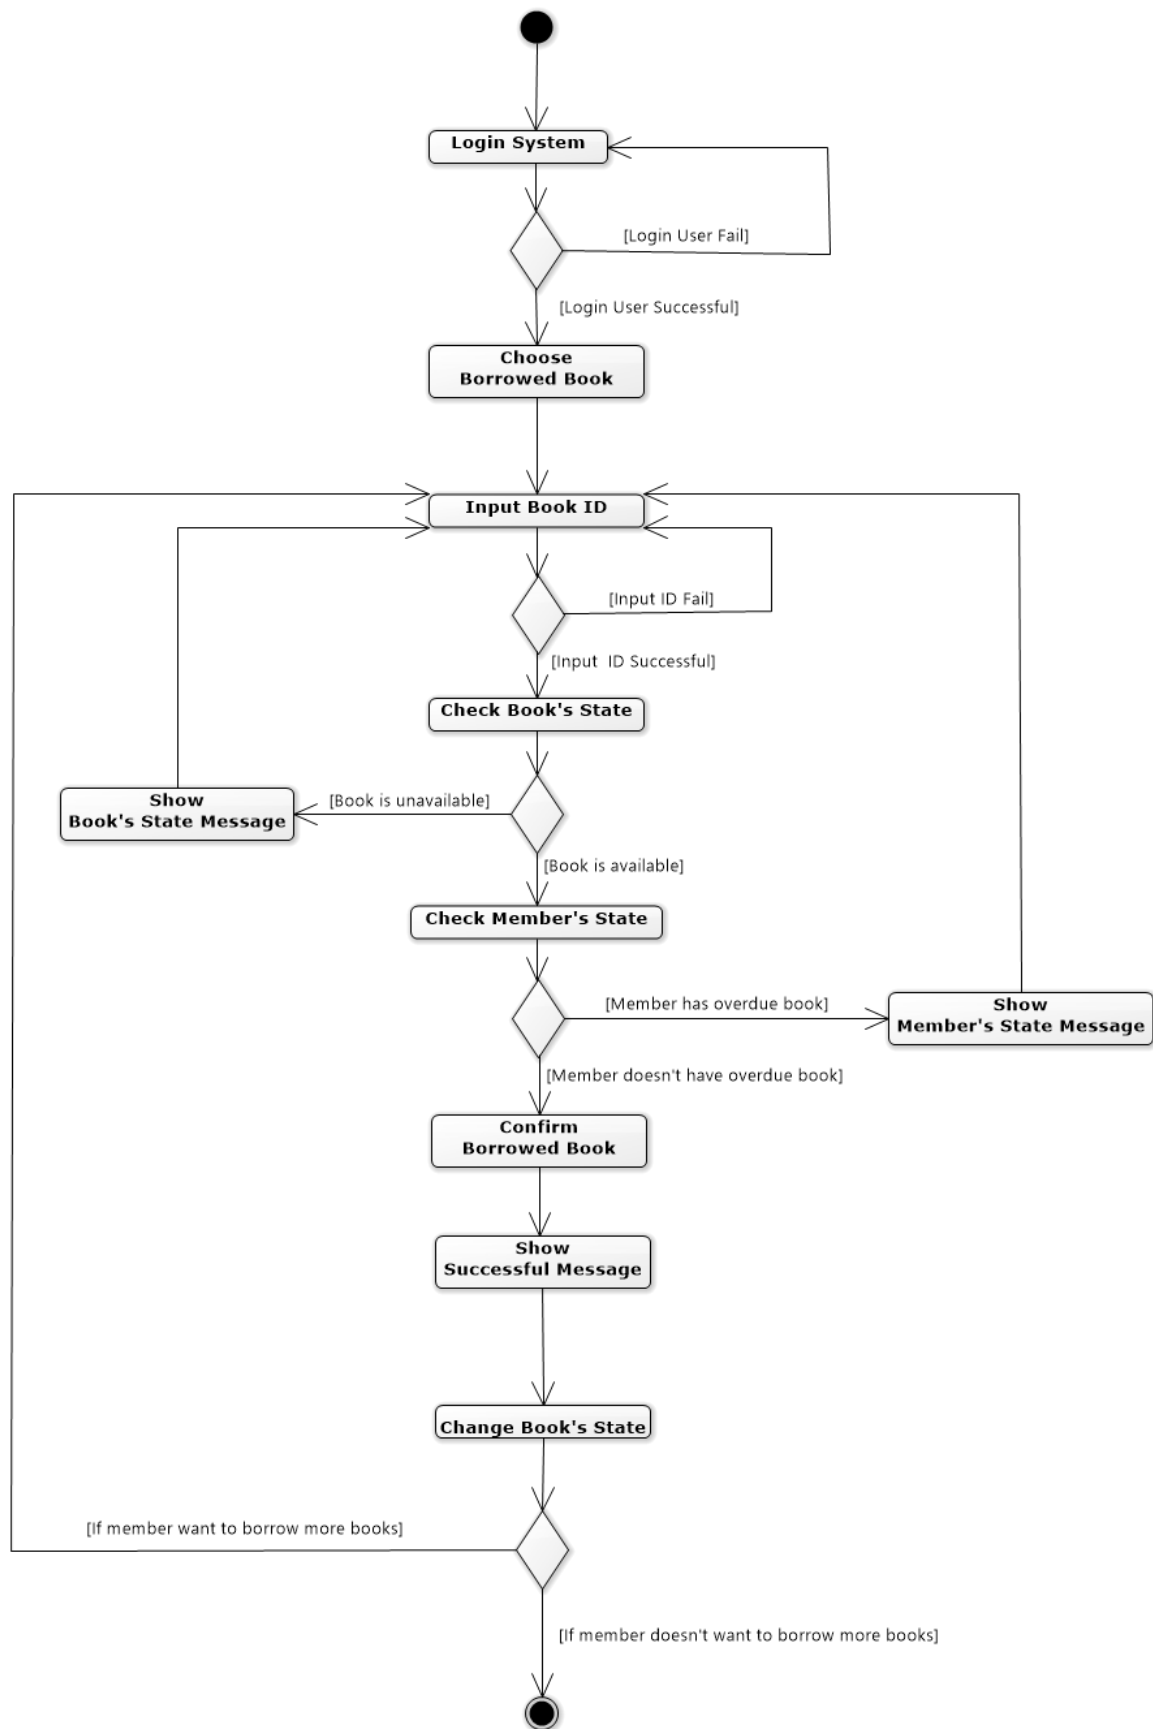 Login System
[Login User Fail]
[Login User Successful]
Choose
Borrowed Book
Input Book ID
[Input ID Fail]
[Input  ID Successful]
Check Book's State
[Book is unavailable]
Show
Book's State Message
[Book is available]
Check Member's State
[Member has overdue book]
Show
Member's State Message
[Member doesn't have overdue book]
Confirm
Borrowed Book
Show
Successful Message
Change Book's State
[If member want to borrow more books]
[If member doesn't want to borrow more books]